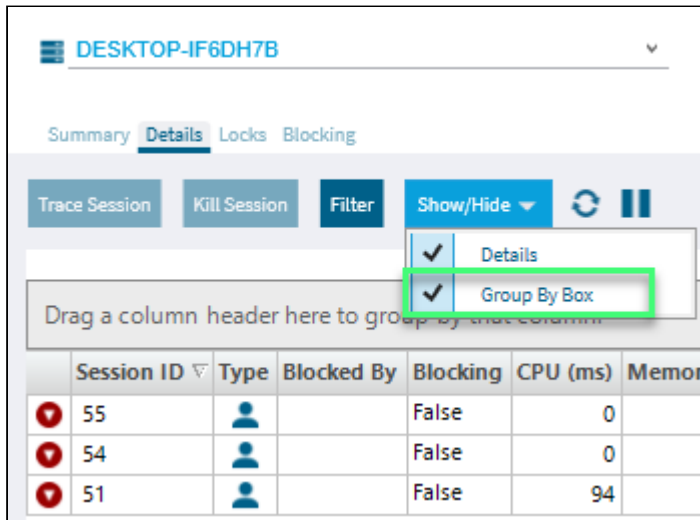 DESKTOP-IF6DH7B
Summary Details Locks Blocking
Trace Session Kill Session Filter Show/Hide
Details
Group By Box
Drag a column header here to group by that column.
Session ID Type Blocked By Blocking CPU (ms) Memor
55 False 0
54 False 0
51 False 94